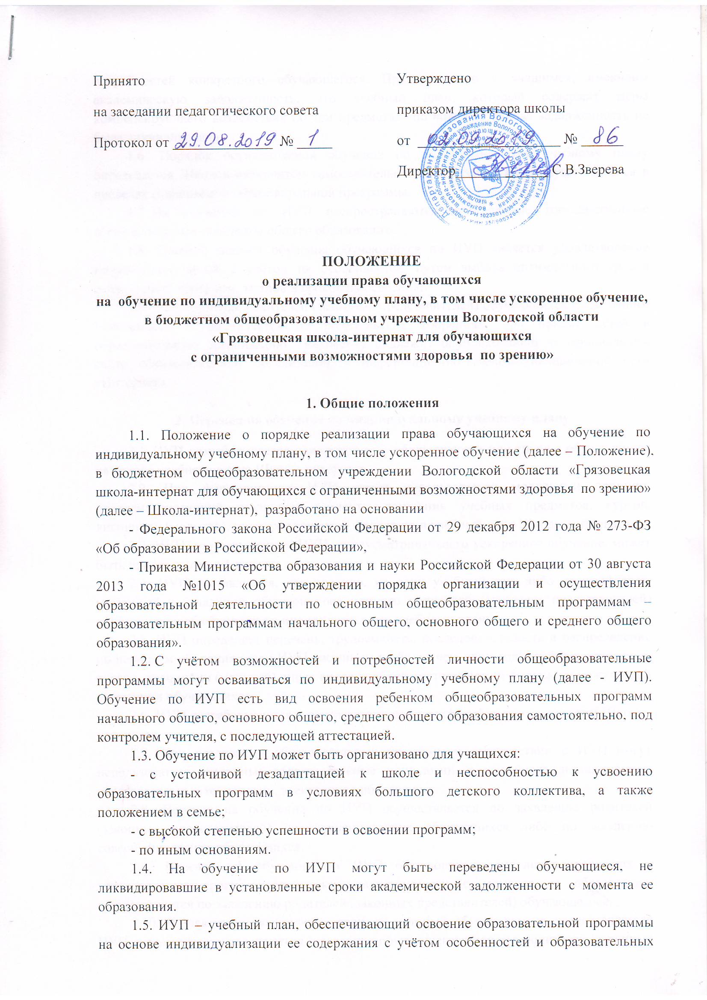 Принято
на заседании педагогического совета
Протокол от 29.08.2019 № 1
Утверждено
приказом директора школы
от 02.09.2019 № 86
Директор С.В.Зверева
Департамент образования Вологодской области
ОГРН 1023501453843
ПОЛОЖЕНИЕ
о реализации права обучающихся
на обучение по индивидуальному учебному плану, в том числе ускоренное обучение,
в бюджетном общеобразовательном учреждении Вологодской области
«Грязовецкая школа-интернат для обучающихся
с ограниченными возможностями здоровья по зрению»
1. Общие положения
1.1. Положение о порядке реализации права обучающихся на обучение по
индивидуальному учебному плану, в том числе ускоренное обучение (далее – Положение),
в бюджетном общеобразовательном учреждении Вологодской области «Грязовецкая
школа-интернат для обучающихся с ограниченными возможностями здоровья по зрению»
(далее – Школа-интернат), разработано на основании
- Федерального закона Российской Федерации от 29 декабря 2012 года № 273-ФЗ
«Об образовании в Российской Федерации»,
- Приказа Министерства образования и науки Российской Федерации от 30 августа
2013 года №1015 «Об утверждении порядка организации и осуществления
образовательной деятельности по основным общеобразовательным программам –
образовательным программам начального общего, основного общего и среднего общего
образования».
1.2. С учётом возможностей и потребностей личности общеобразовательные
программы могут осваиваться по индивидуальному учебному плану (далее - ИУП).
Обучение по ИУП есть вид освоения ребенком общеобразовательных программ
начального общего, основного общего, среднего общего образования самостоятельно, под
контролем учителя, с последующей аттестацией.
1.3. Обучение по ИУП может быть организовано для учащихся:
- с устойчивой дезадаптацией к школе и неспособностью к усвоению
образовательных программ в условиях большого детского коллектива, а также
положением в семье;
- с высокой степенью успешности в освоении программ;
- по иным основаниям.
1.4. На обучение по ИУП могут быть переведены обучающиеся, не
ликвидировавшие в установленные сроки академической задолженности с момента ее
образования.
1.5. ИУП – учебный план, обеспечивающий освоение образовательной программы
на основе индивидуализации ее содержания с учётом особенностей и образовательных